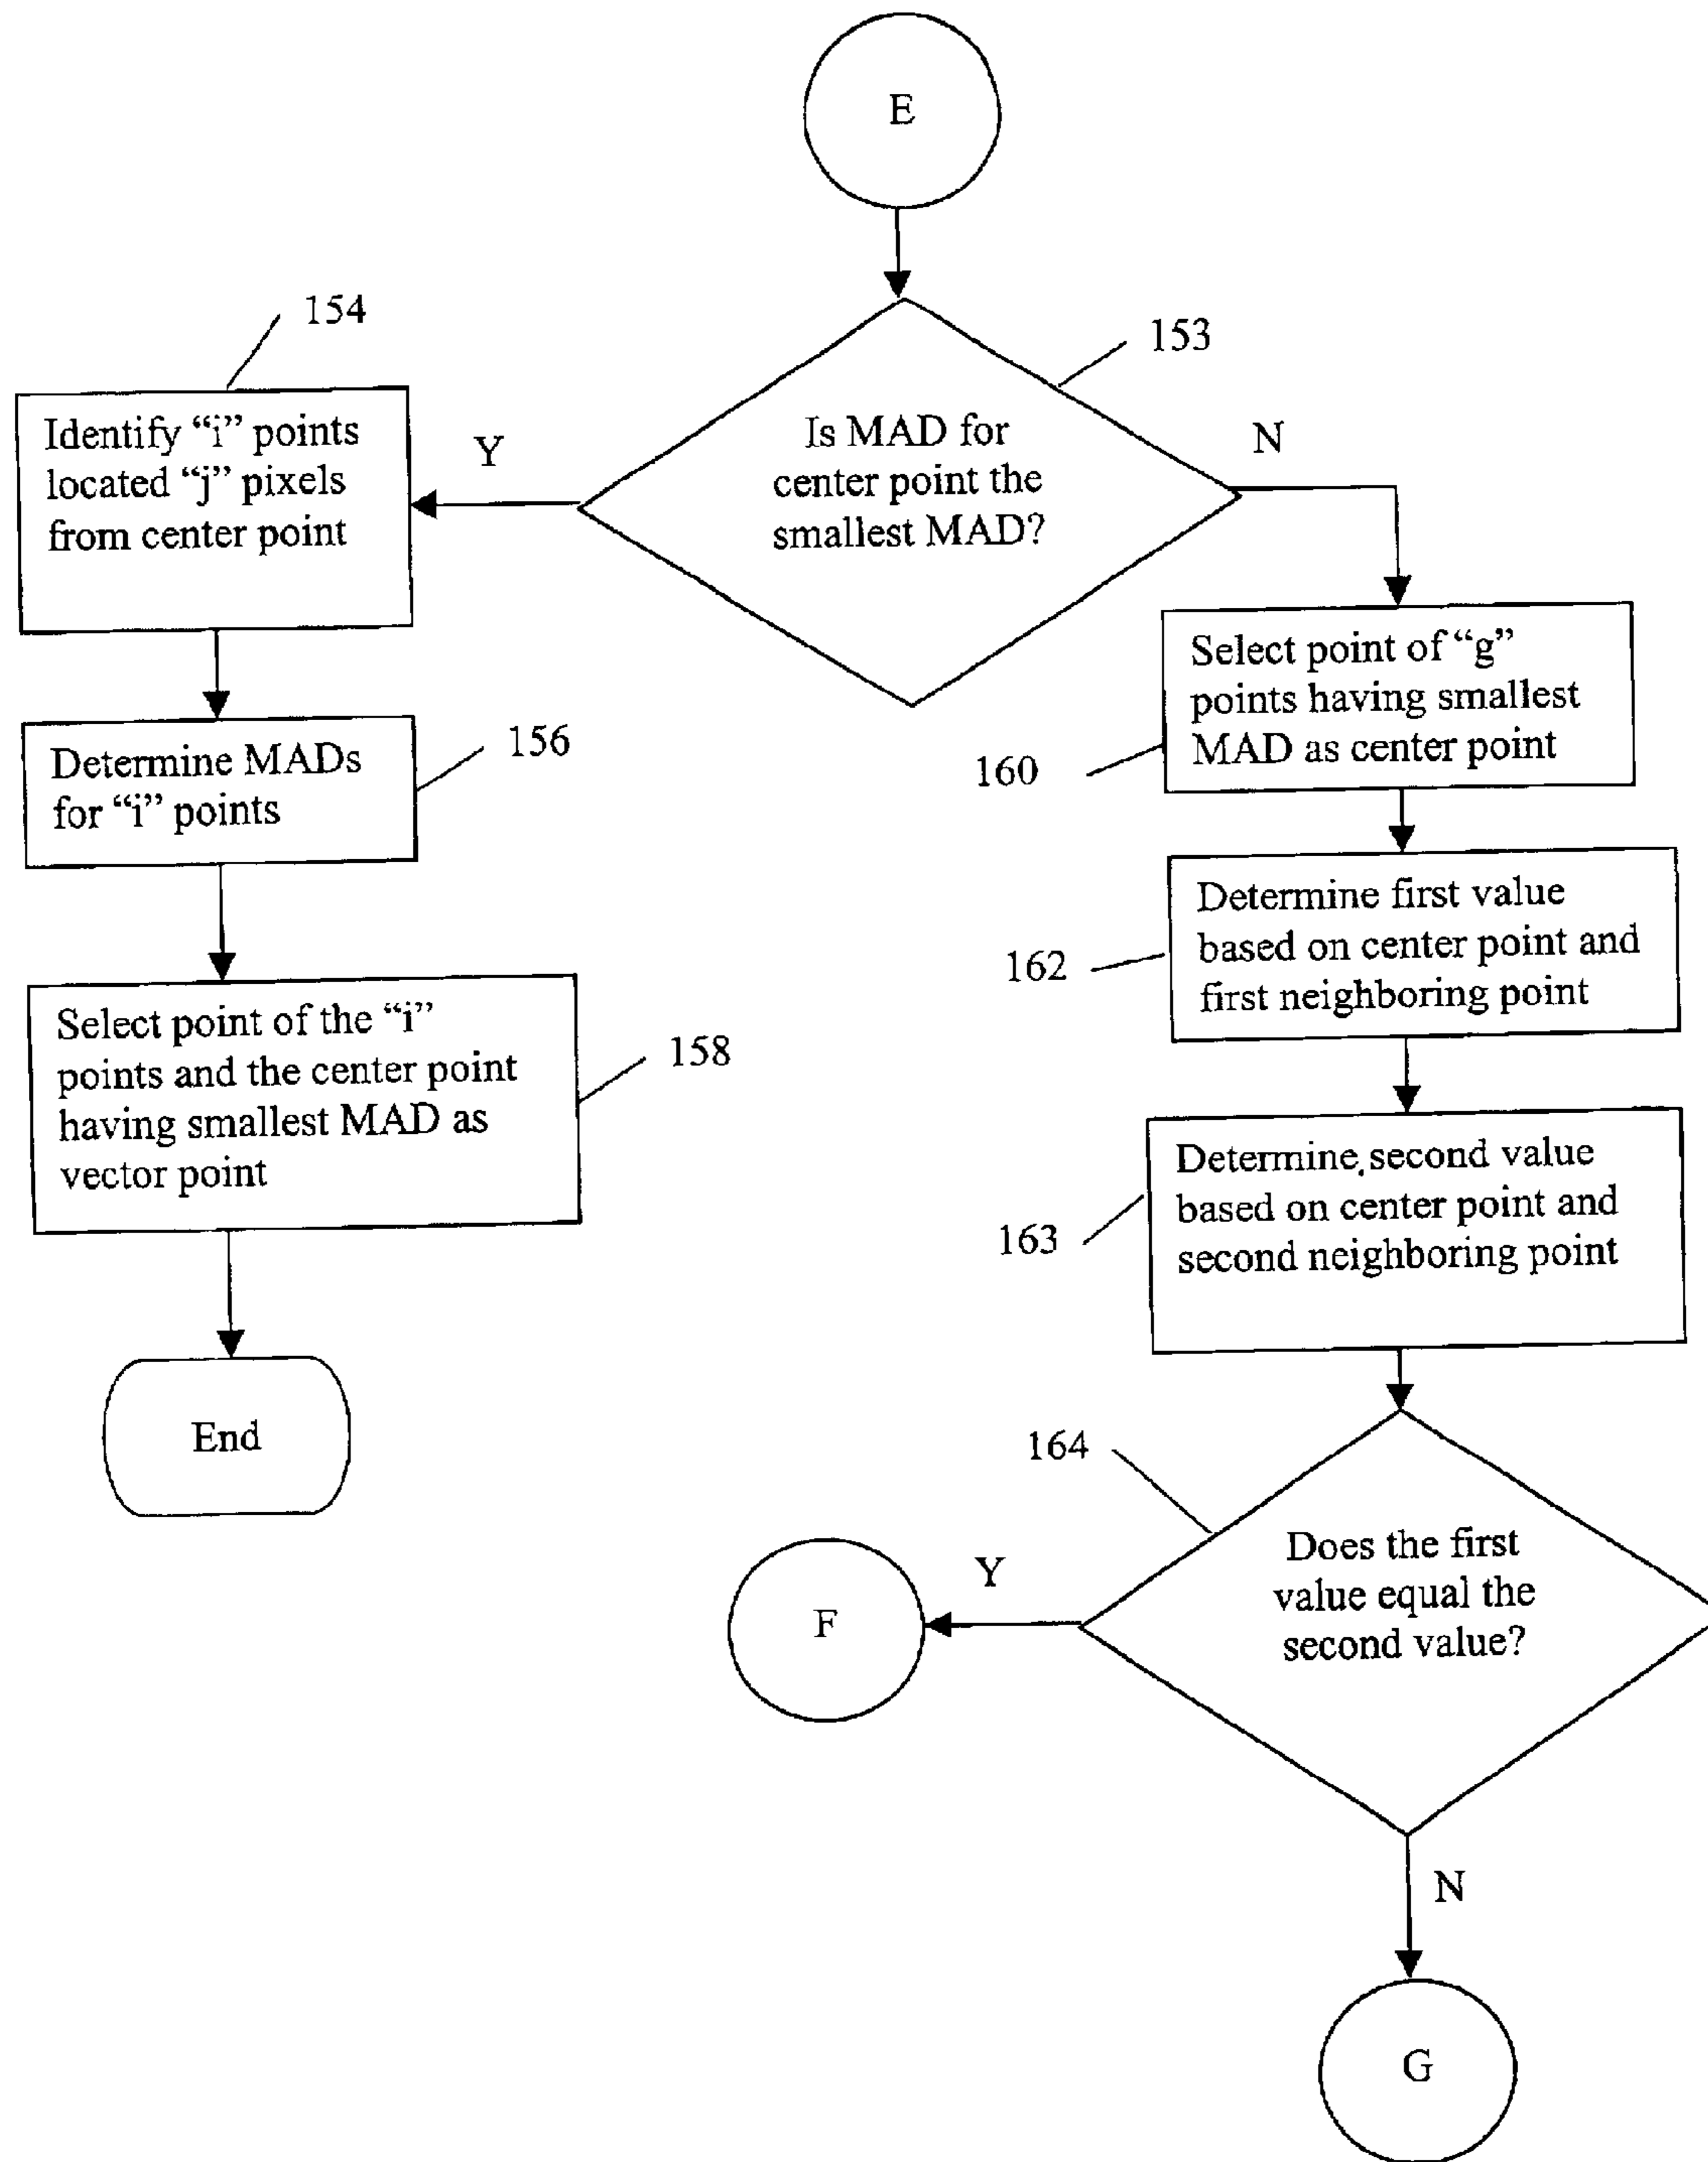 E
154
153
Identify “i” points
located “j” pixels
from center point
Y
Is MAD for
center point the
smallest MAD?
N
Select point of “g”
points having smallest
MAD as center point
160
Determine MADs
for “i” points
156
Determine first value
based on center point and
first neighboring point
162
Select point of the “i”
points and the center point
having smallest MAD as
vector point
158
Determine second value
based on center point and
second neighboring point
163
End
164
Does the first
value equal the
second value?
Y
F
N
G